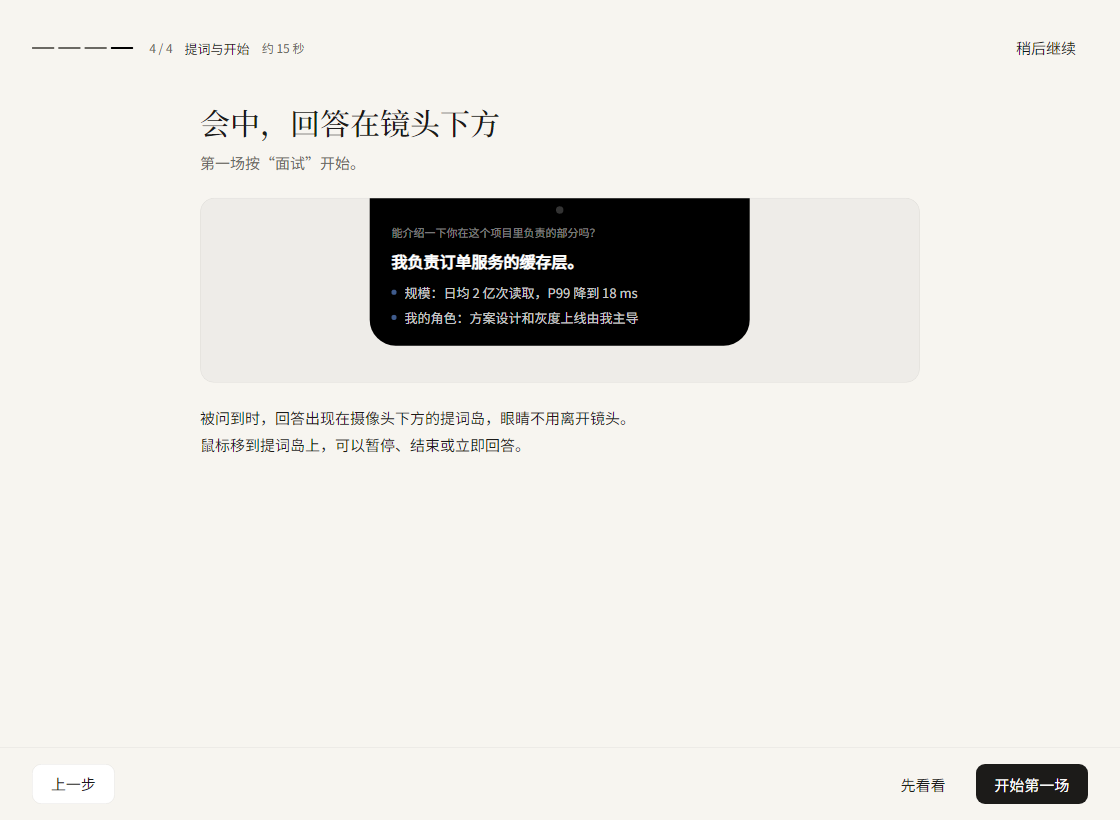 4 / 4 提词与开始 约 15 秒
稍后继续
会中，回答在镜头下方
第一场按“面试”开始。
能介绍一下你在这个项目里负责的部分吗？
我负责订单服务的缓存层。
规模：日均 2 亿次读取，P99 降到 18 ms
我的角色：方案设计和灰度上线由我主导
被问到时，回答出现在摄像头下方的提词岛，眼睛不用离开镜头。
鼠标移到提词岛上，可以暂停、结束或立即回答。
上一步
先看看
开始第一场